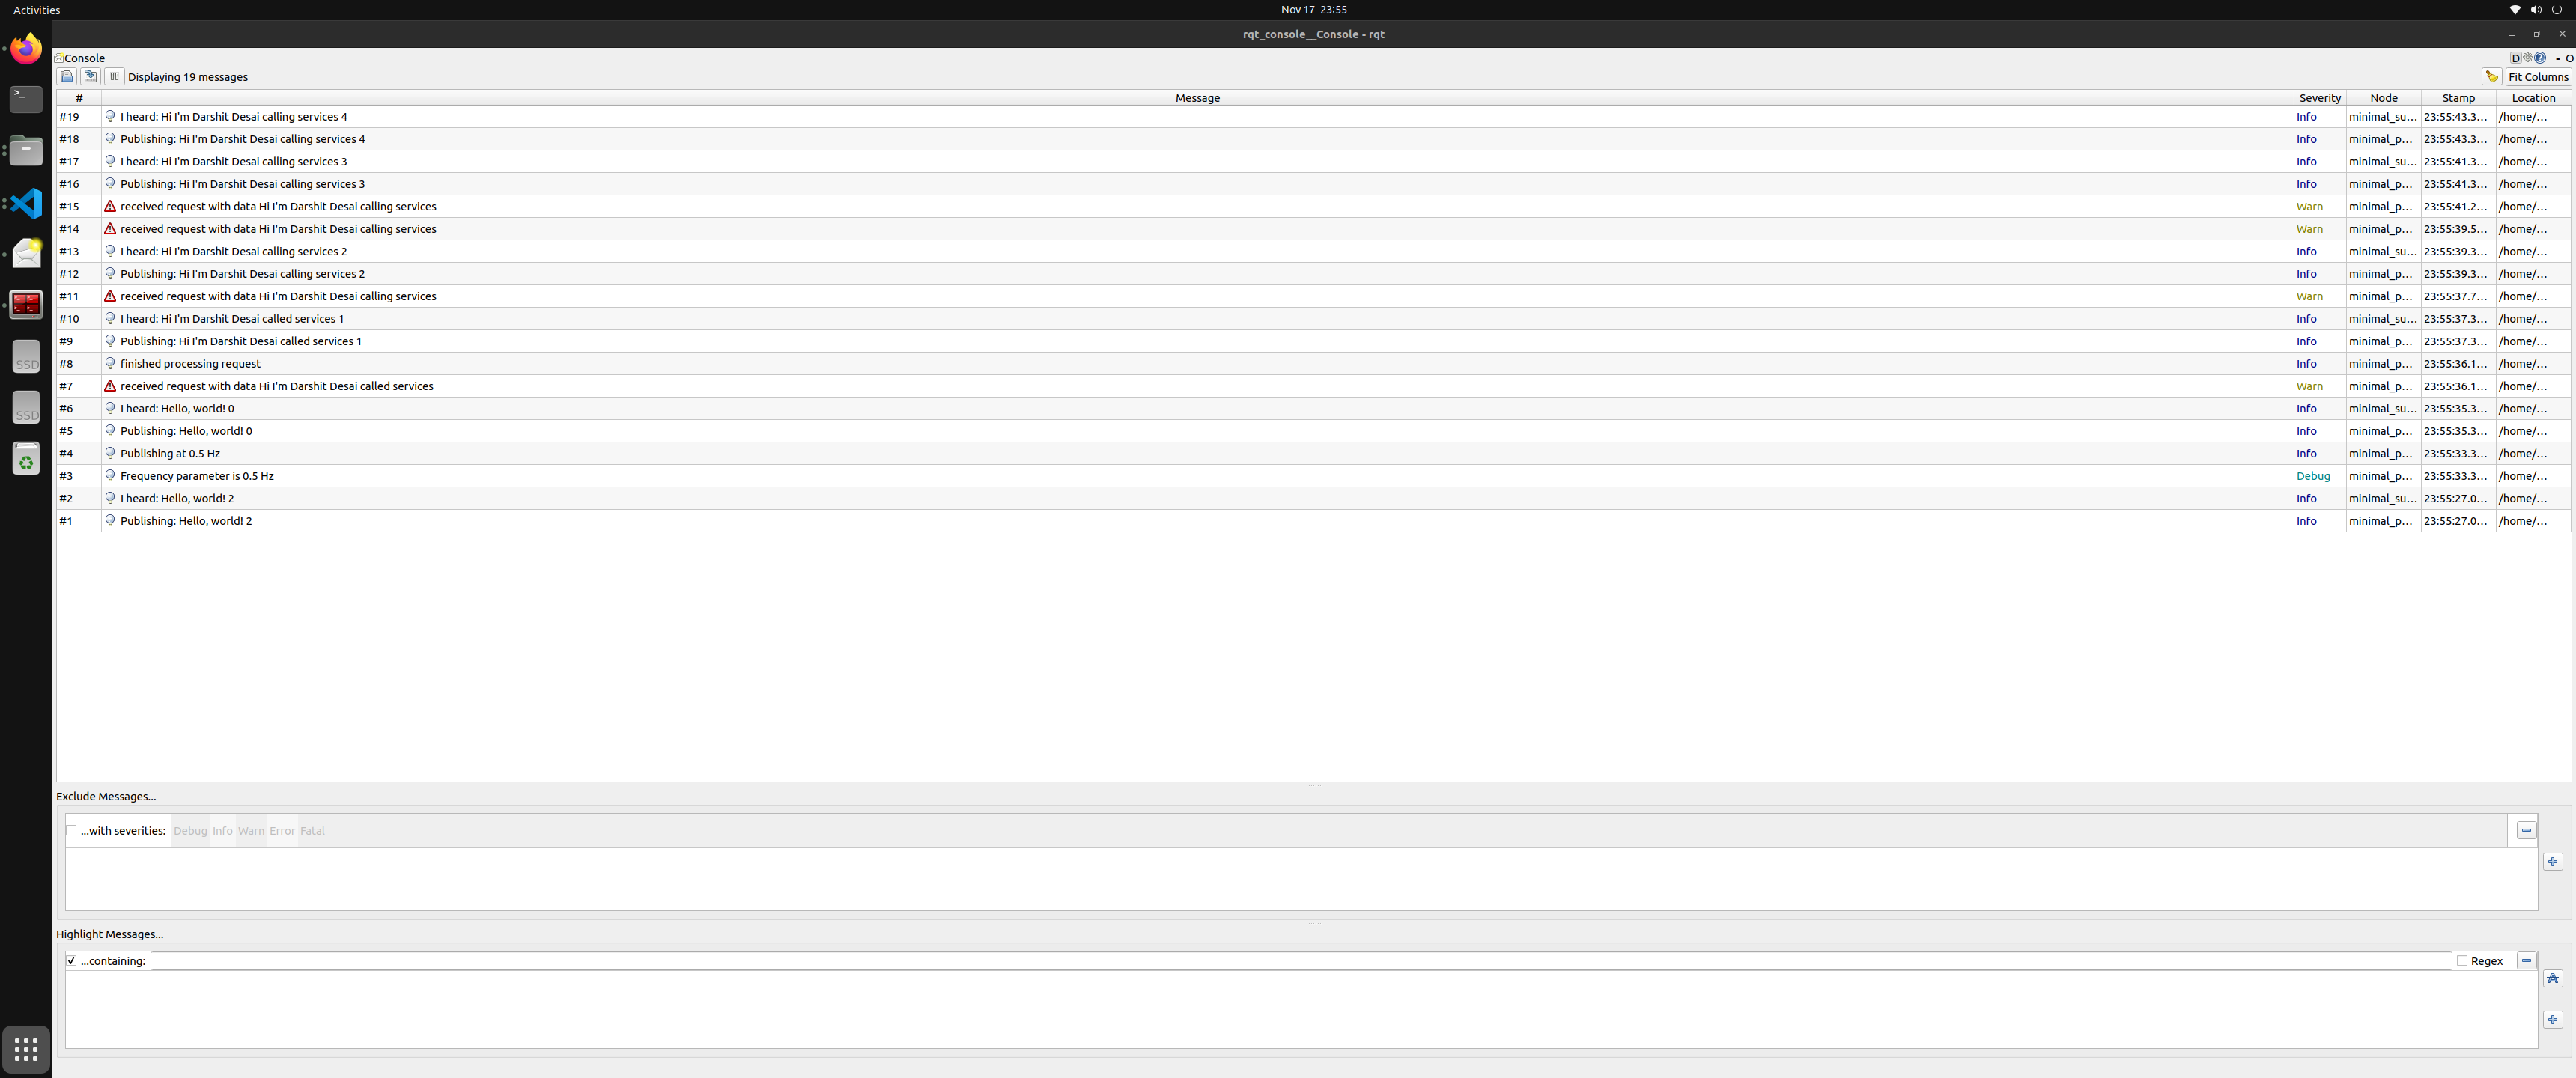 Activities Nov 17 23:55
rqt_console__Console - rqt
Console D - O
Displaying 19 messages Fit Columns
# Message Severity Node Stamp Location
#19 I heard: Hi I'm Darshit Desai calling services 4 Info minimal_su... 23:55:43.3... /home/...
#18 Publishing: Hi I'm Darshit Desai calling services 4 Info minimal_p... 23:55:43.3... /home/...
#17 I heard: Hi I'm Darshit Desai calling services 3 Info minimal_su... 23:55:41.3... /home/...
#16 Publishing: Hi I'm Darshit Desai calling services 3 Info minimal_p... 23:55:41.3... /home/...
#15 received request with data Hi I'm Darshit Desai calling services Warn minimal_p... 23:55:41.2... /home/...
#14 received request with data Hi I'm Darshit Desai calling services Warn minimal_p... 23:55:39.5... /home/...
#13 I heard: Hi I'm Darshit Desai calling services 2 Info minimal_su... 23:55:39.3... /home/...
#12 Publishing: Hi I'm Darshit Desai calling services 2 Info minimal_p... 23:55:39.3... /home/...
#11 received request with data Hi I'm Darshit Desai calling services Warn minimal_p... 23:55:37.7... /home/...
#10 I heard: Hi I'm Darshit Desai called services 1 Info minimal_su... 23:55:37.3... /home/...
#9 Publishing: Hi I'm Darshit Desai called services 1 Info minimal_p... 23:55:37.3... /home/...
#8 finished processing request Info minimal_p... 23:55:36.1... /home/...
#7 received request with data Hi I'm Darshit Desai called services Warn minimal_p... 23:55:36.1... /home/...
#6 I heard: Hello, world! 0 Info minimal_su... 23:55:35.3... /home/...
#5 Publishing: Hello, world! 0 Info minimal_p... 23:55:35.3... /home/...
#4 Publishing at 0.5 Hz Info minimal_p... 23:55:33.3... /home/...
#3 Frequency parameter is 0.5 Hz Debug minimal_p... 23:55:33.3... /home/...
#2 I heard: Hello, world! 2 Info minimal_su... 23:55:27.0... /home/...
#1 Publishing: Hello, world! 2 Info minimal_p... 23:55:27.0... /home/...
SSD
SSD
Exclude Messages...
...with severities: Debug Info Warn Error Fatal
Highlight Messages...
...containing: Regex